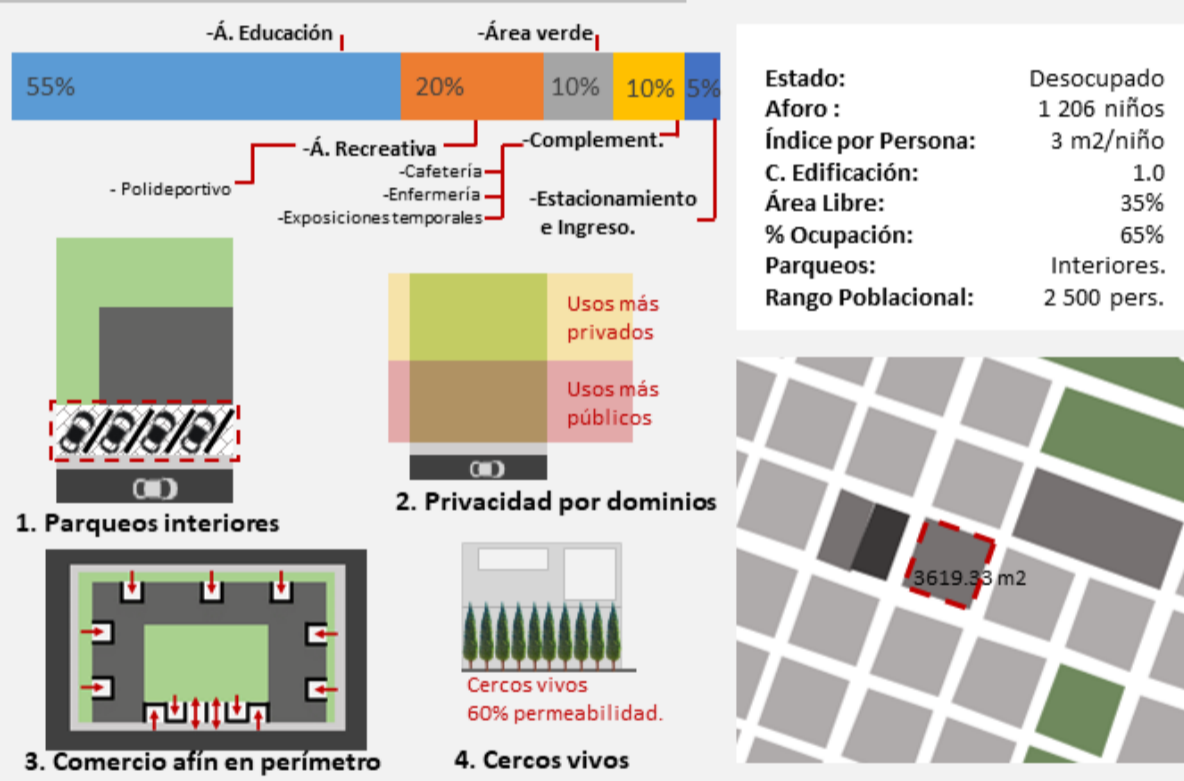 -Á. Educación
-Área verde
55%
20%
10%
10%
5%
-Á. Recreativa
- Polideportivo
-Complement.
-Cafetería
-Enfermería
-Exposiciones temporales
-Estacionamiento
e Ingreso.
Estado: Desocupado
Aforo : 1 206 niños
Índice por Persona: 3 m2/niño
C. Edificación: 1.0
Área Libre: 35%
% Ocupación: 65%
Parqueos: Interiores.
Rango Poblacional: 2 500 pers.
1. Parqueos interiores
Usos más
privados
Usos más
públicos
2. Privacidad por dominios
3. Comercio afín en perímetro
Cercos vivos
60% permeabilidad.
4. Cercos vivos
3619.33 m2